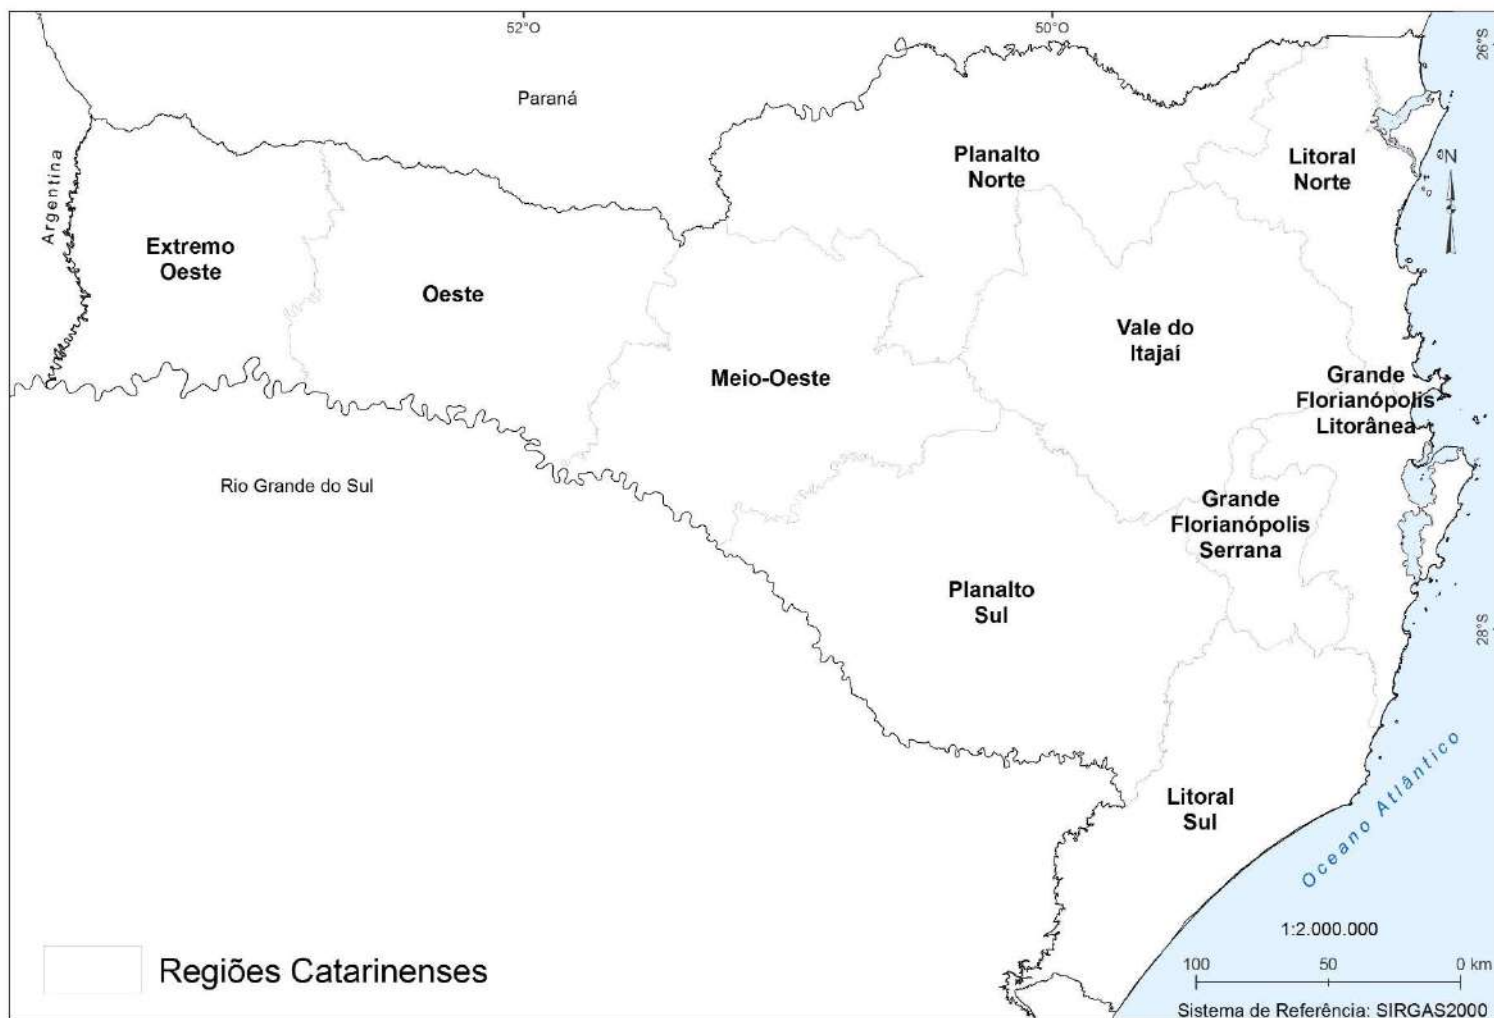 52°O
50°O
26°S
Paraná
Argentina
Planalto
Norte
Litoral
Norte
N
Extremo
Oeste
Oeste
Vale do
Itajaí
Meio-Oeste
Grande
Florianópolis
Litorânea
Rio Grande do Sul
Grande
Florianópolis
Serrana
Planalto
Sul
28°S
Litoral
Sul
Oceano Atlântico
1:2.000.000
Regiões Catarinenses
100 50 0 km
Sistema de Referência: SIRGAS2000